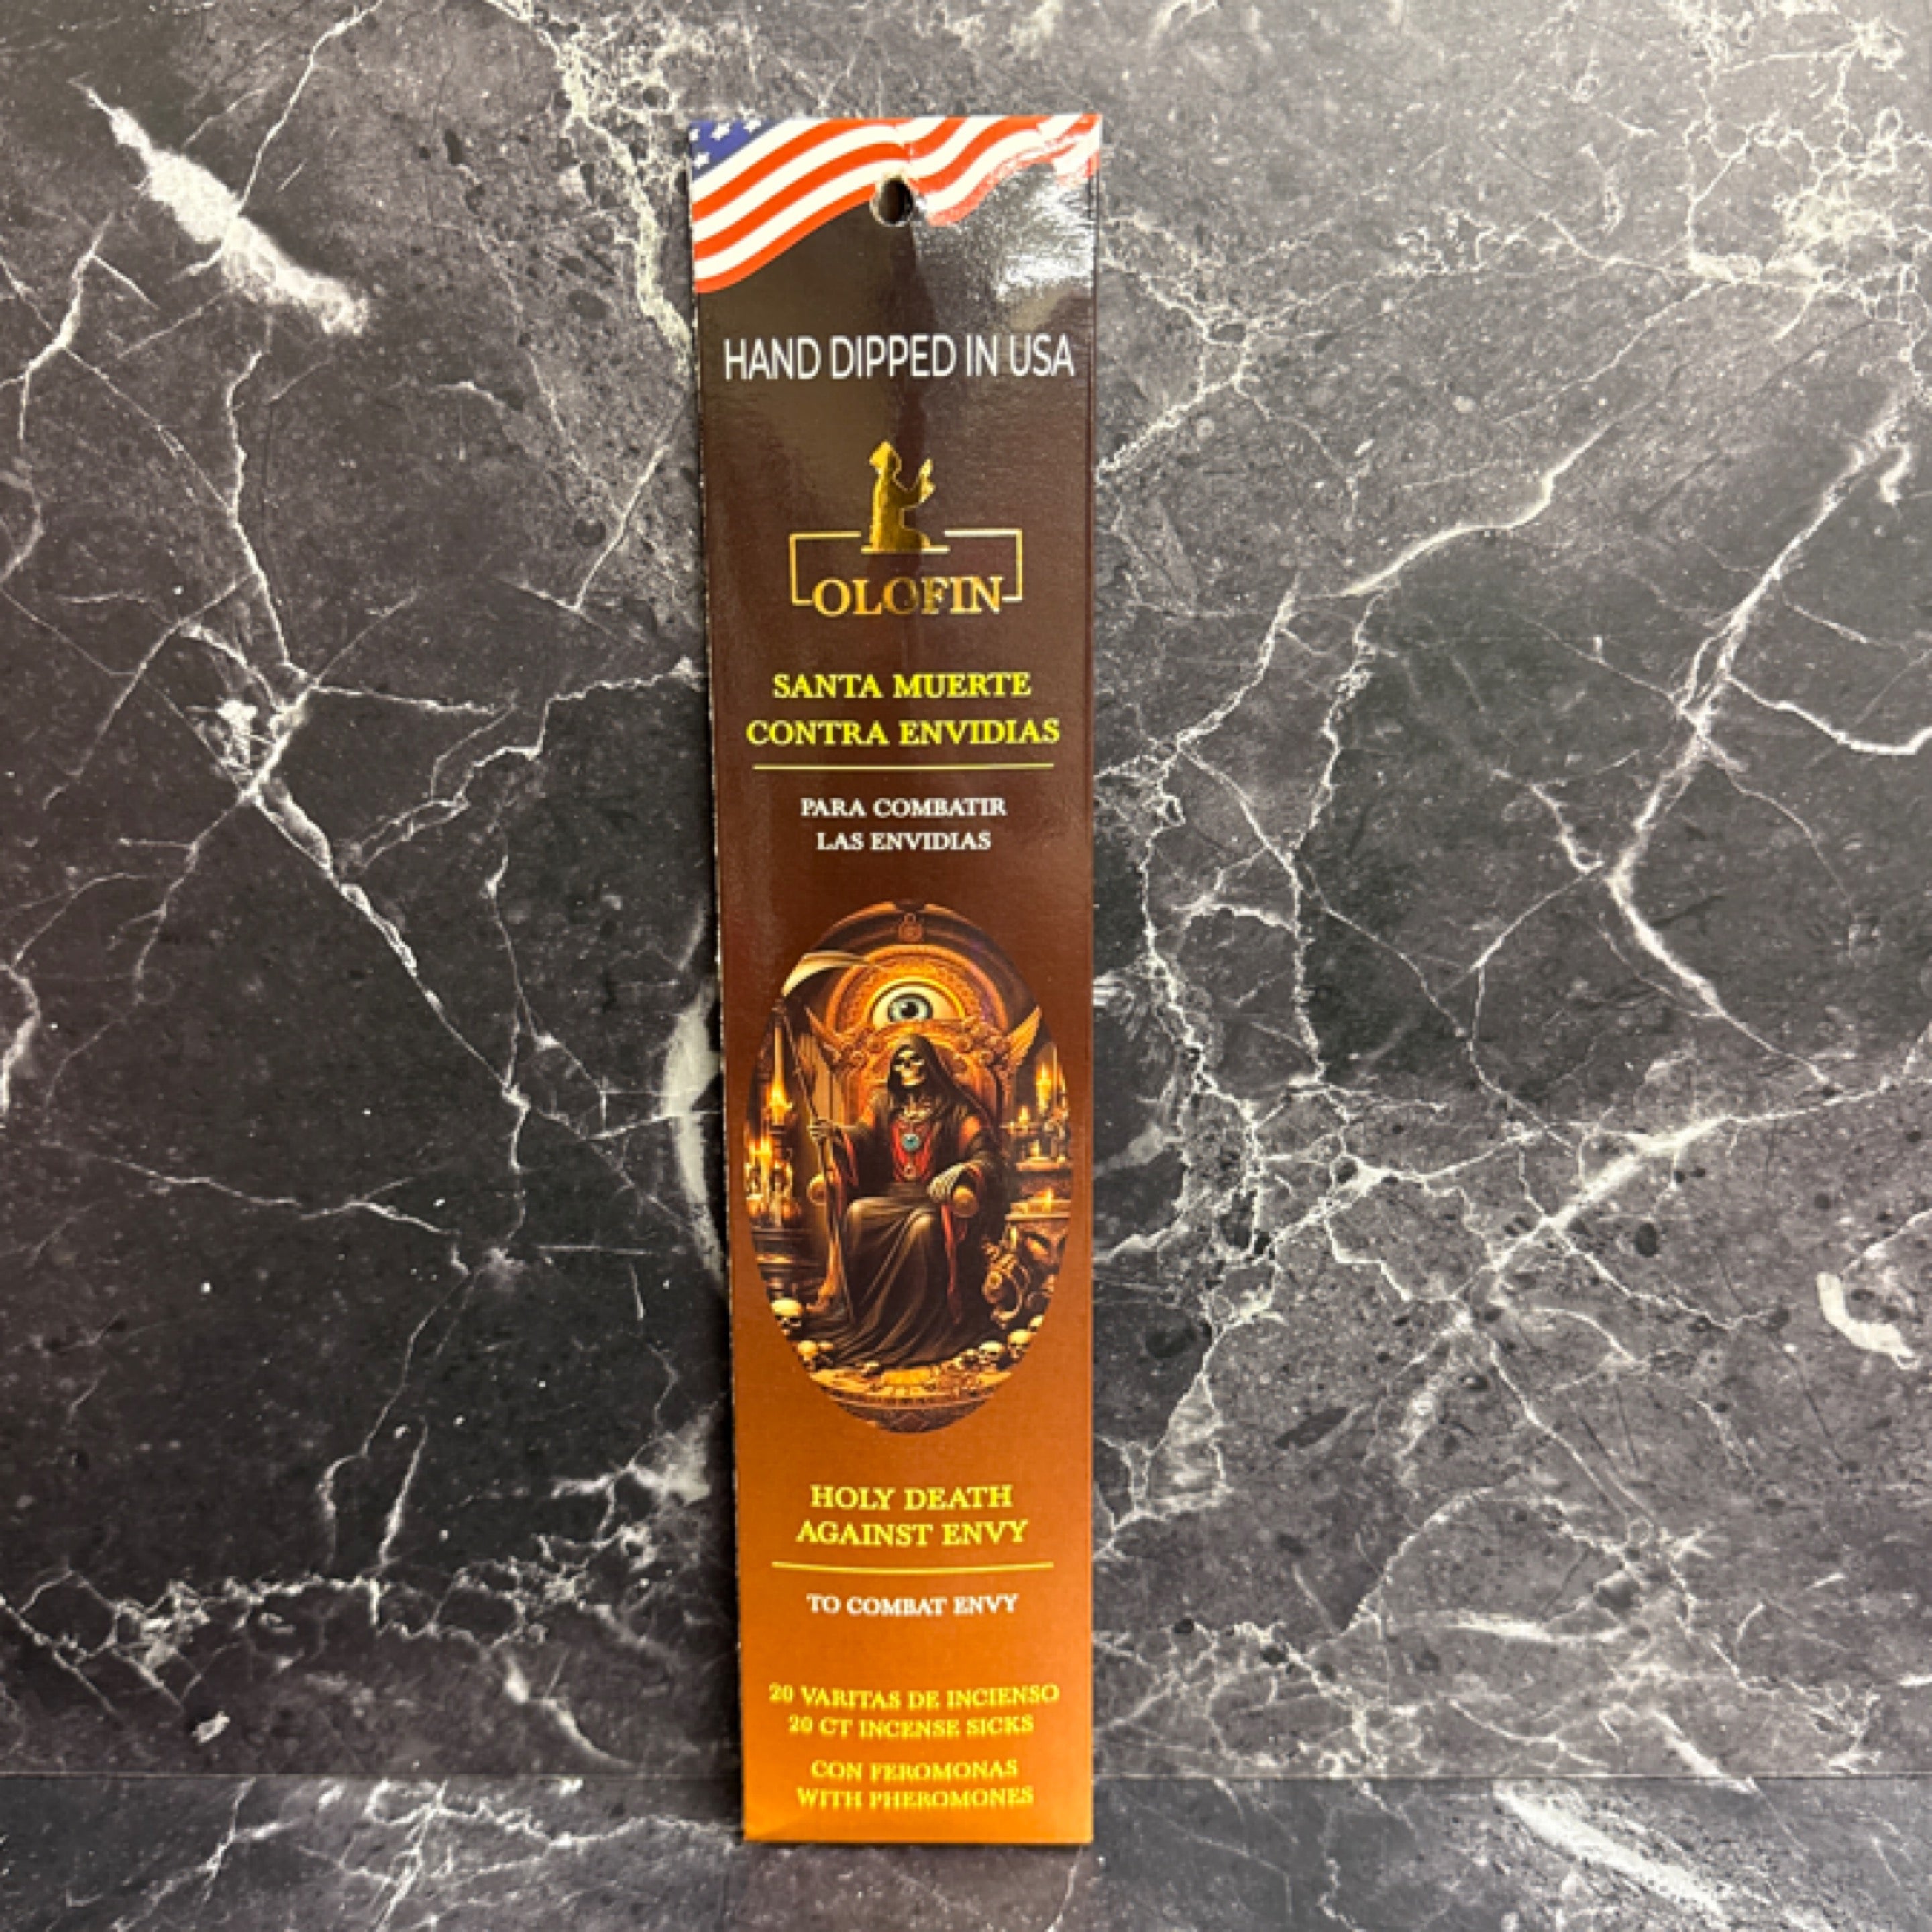 HAND DIPPED IN USA
OLOFIN
SANTA MUERTE
CONTRA ENVIDIAS
PARA COMBATIR
LAS ENVIDIAS
HOLY DEATH
AGAINST ENVY
TO COMBAT ENVY
20 VARITAS DE INCIENSO
20 CT INCENSE SICKS
CON FEROMONAS
WITH PHEROMONES